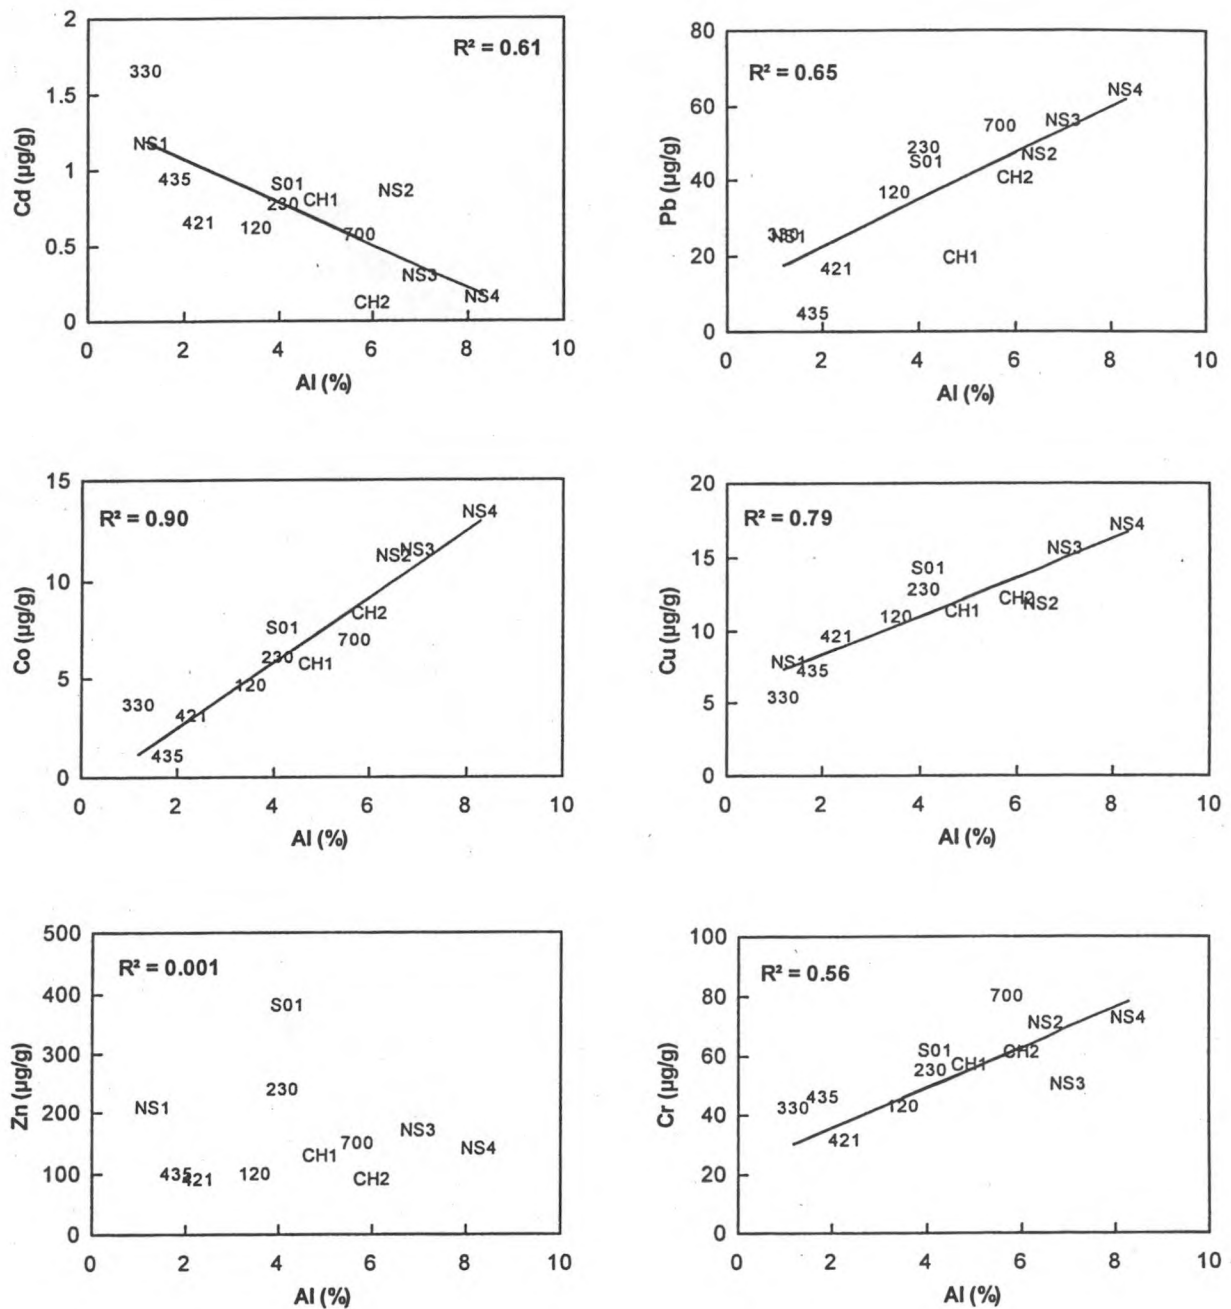 2
1.5
1
0.5
0
Cd (µg/g)
R² = 0.61
330
NS1
435
421
120
S01
230
CH1
NS2
700
NS3
CH2
NS4
0 2 4 6 8 10
Al (%)
80
60
40
20
0
Pb (µg/g)
R² = 0.65
NS4
NS3
700
NS2
230
S01
CH2
120
330
NS1
421
CH1
435
0 2 4 6 8 10
Al (%)
15
10
5
0
Co (µg/g)
R² = 0.90
NS4
NS3
NS2
CH2
S01
700
230
CH1
120
330
421
435
0 2 4 6 8 10
Al (%)
20
15
10
5
0
Cu (µg/g)
R² = 0.79
NS4
NS3
S01
230
CH2
NS2
CH1
120
421
NS1
435
330
0 2 4 6 8 10
Al (%)
500
400
300
200
100
0
Zn (µg/g)
R² = 0.001
S01
230
NS1
NS3
700
NS4
CH1
435
421
120
CH2
0 2 4 6 8 10
Al (%)
100
80
60
40
20
0
Cr (µg/g)
R² = 0.56
700
NS2
NS4
S01
CH2
CH1
230
NS3
435
330
120
421
0 2 4 6 8 10
Al (%)